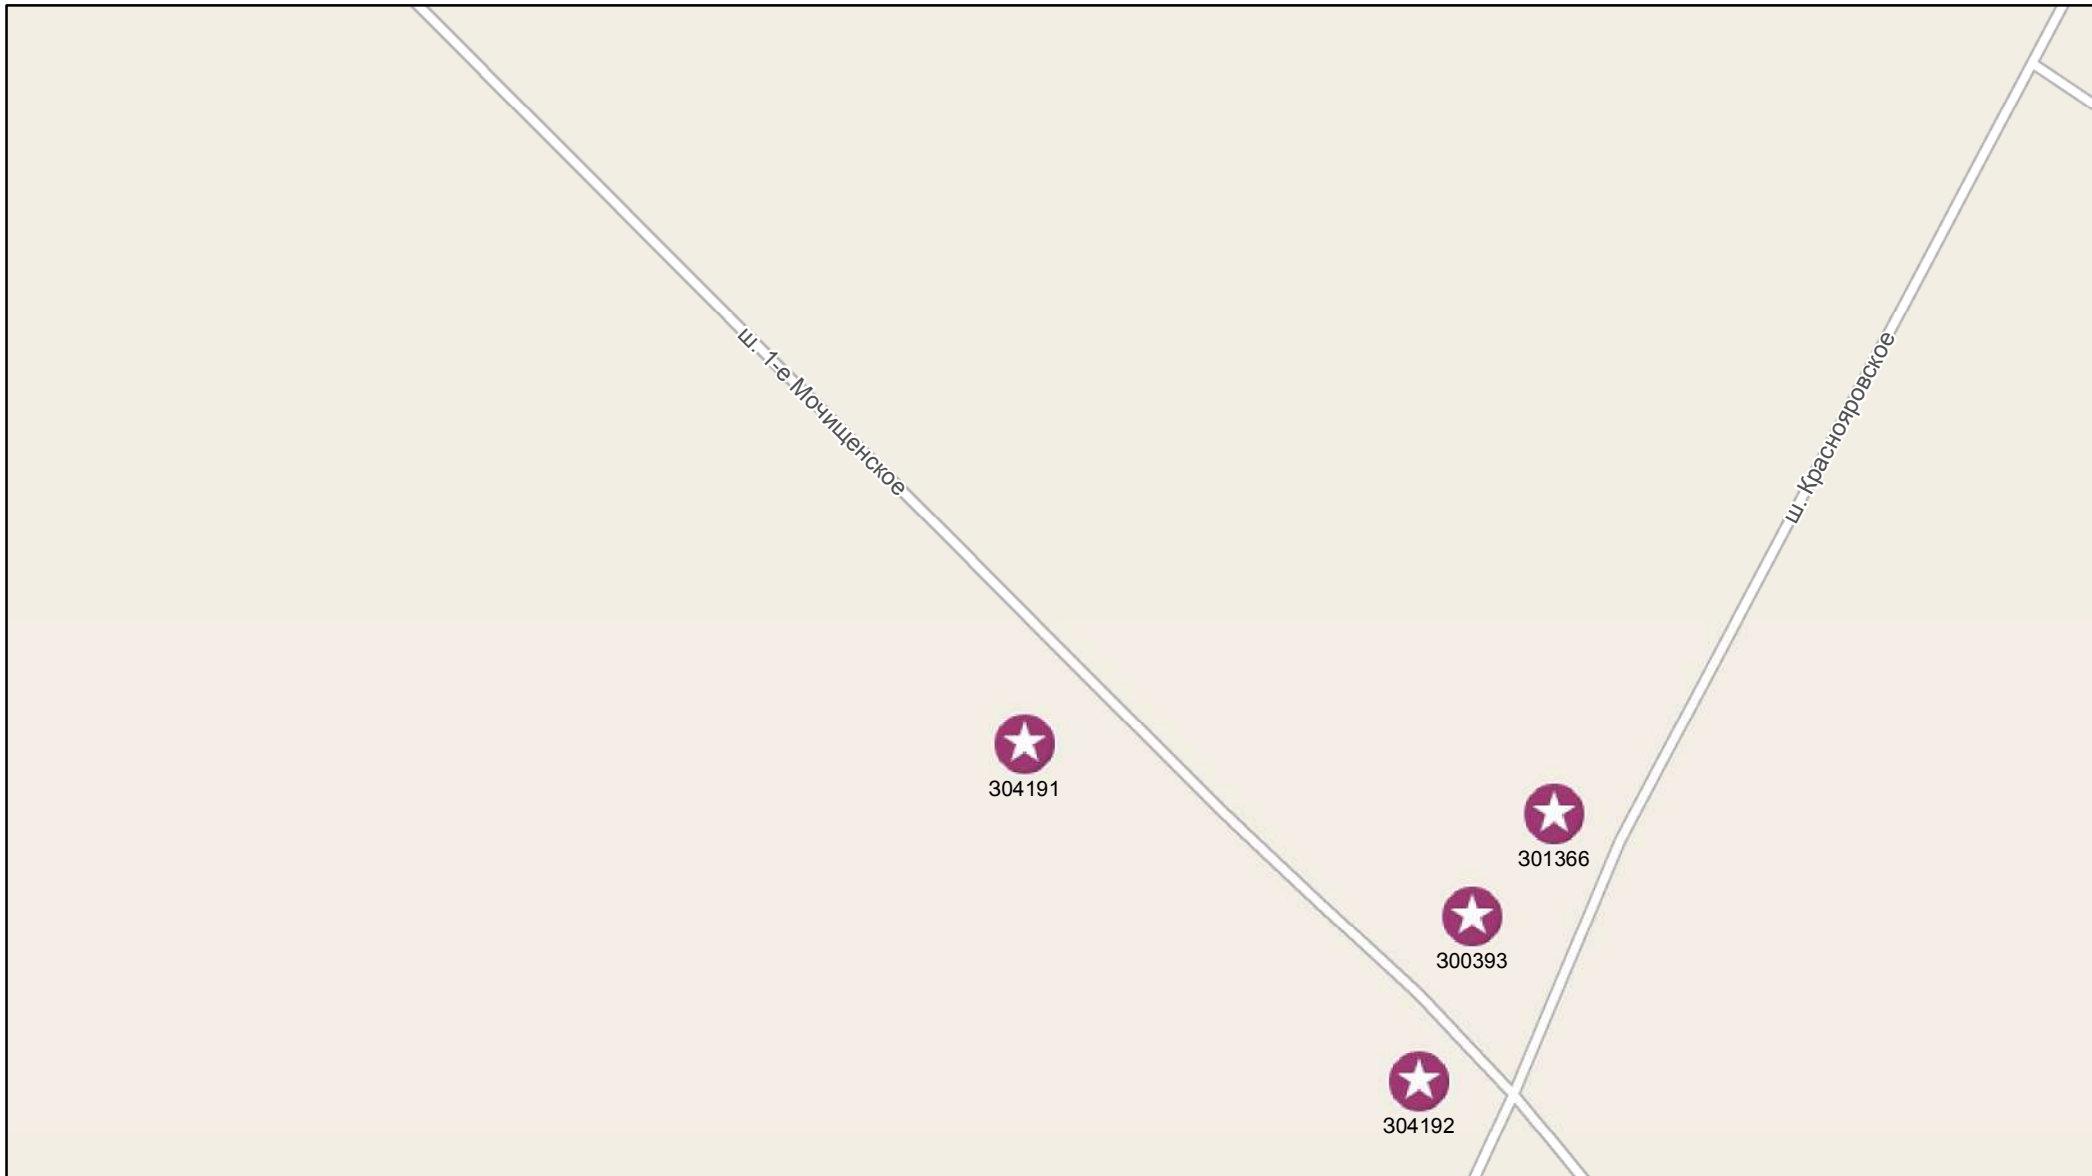 ш. 1-е Мочищенское
ш. Краснояровское
304191
301366
300393
304192